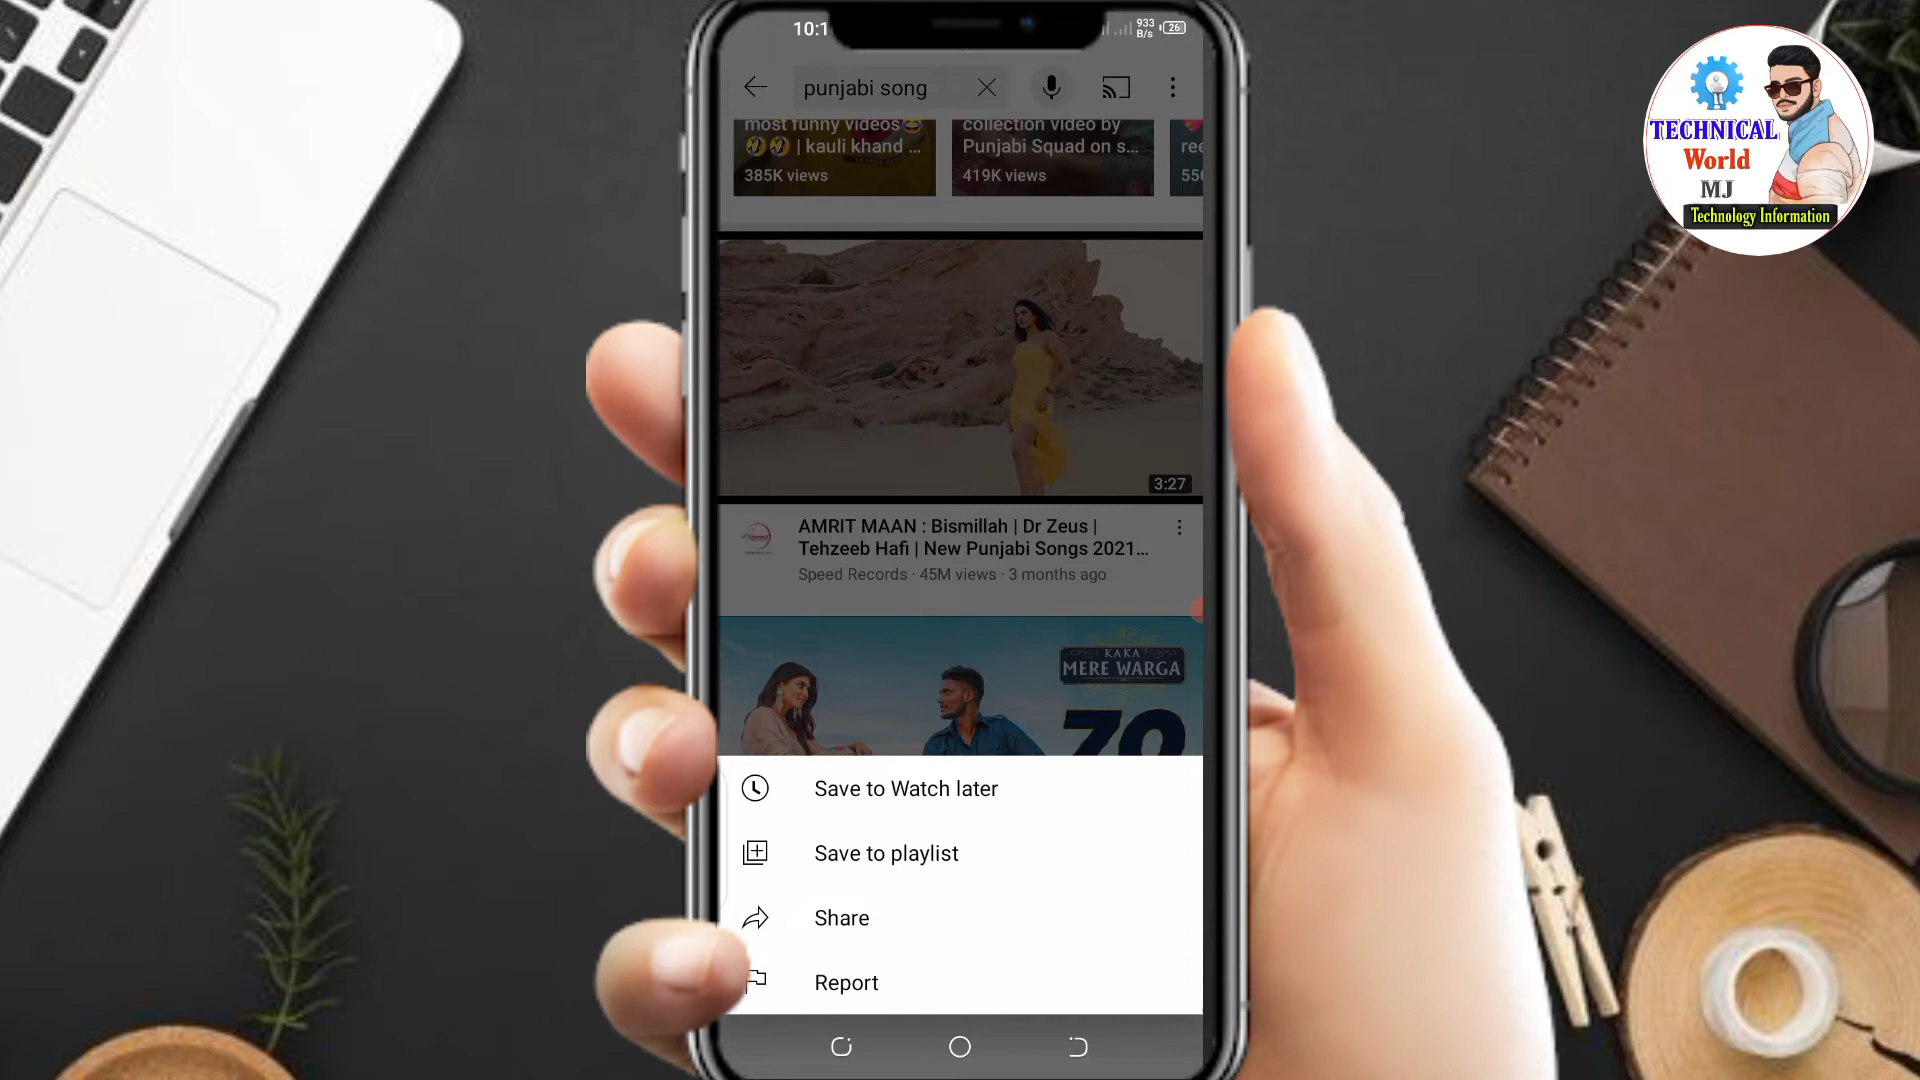 10:1
933
B/s
26
punjabi song
most funny videos😂
🤣🤣 | kauli khand ...
385K views
collection video by
Punjabi Squad on s...
419K views
ree
550
3:27
AMRIT MAAN : Bismillah | Dr Zeus |
Tehzeeb Hafi | New Punjabi Songs 2021...
Speed Records · 45M views · 3 months ago
KAKA
MERE WARGA
70
Save to Watch later
Save to playlist
Share
Report
TECHNICAL
World
MJ
Technology Information